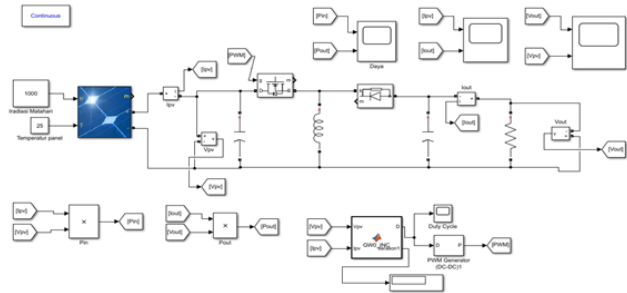 Continuous
[Pin]
[Pout]
Daya
[Ipv]
[Iout]
[Vout]
[Vpv]
[Ipv]
[PWM]
1000
Iradiasi Matahari
25
Temperatur panel
Ipv
Vpv
[Vpv]
Iout
[Iout]
Vout
[Vout]
[Ipv]
[Vpv]
×
Pin
[Pin]
[Iout]
[Vout]
×
Pout
[Pout]
[Vpv]
[Ipv]
Vpv
Ipv
D
iteration1
GWO_INC
Duty Cycle
D
P
PWM Generator
(DC-DC)1
[PWM]